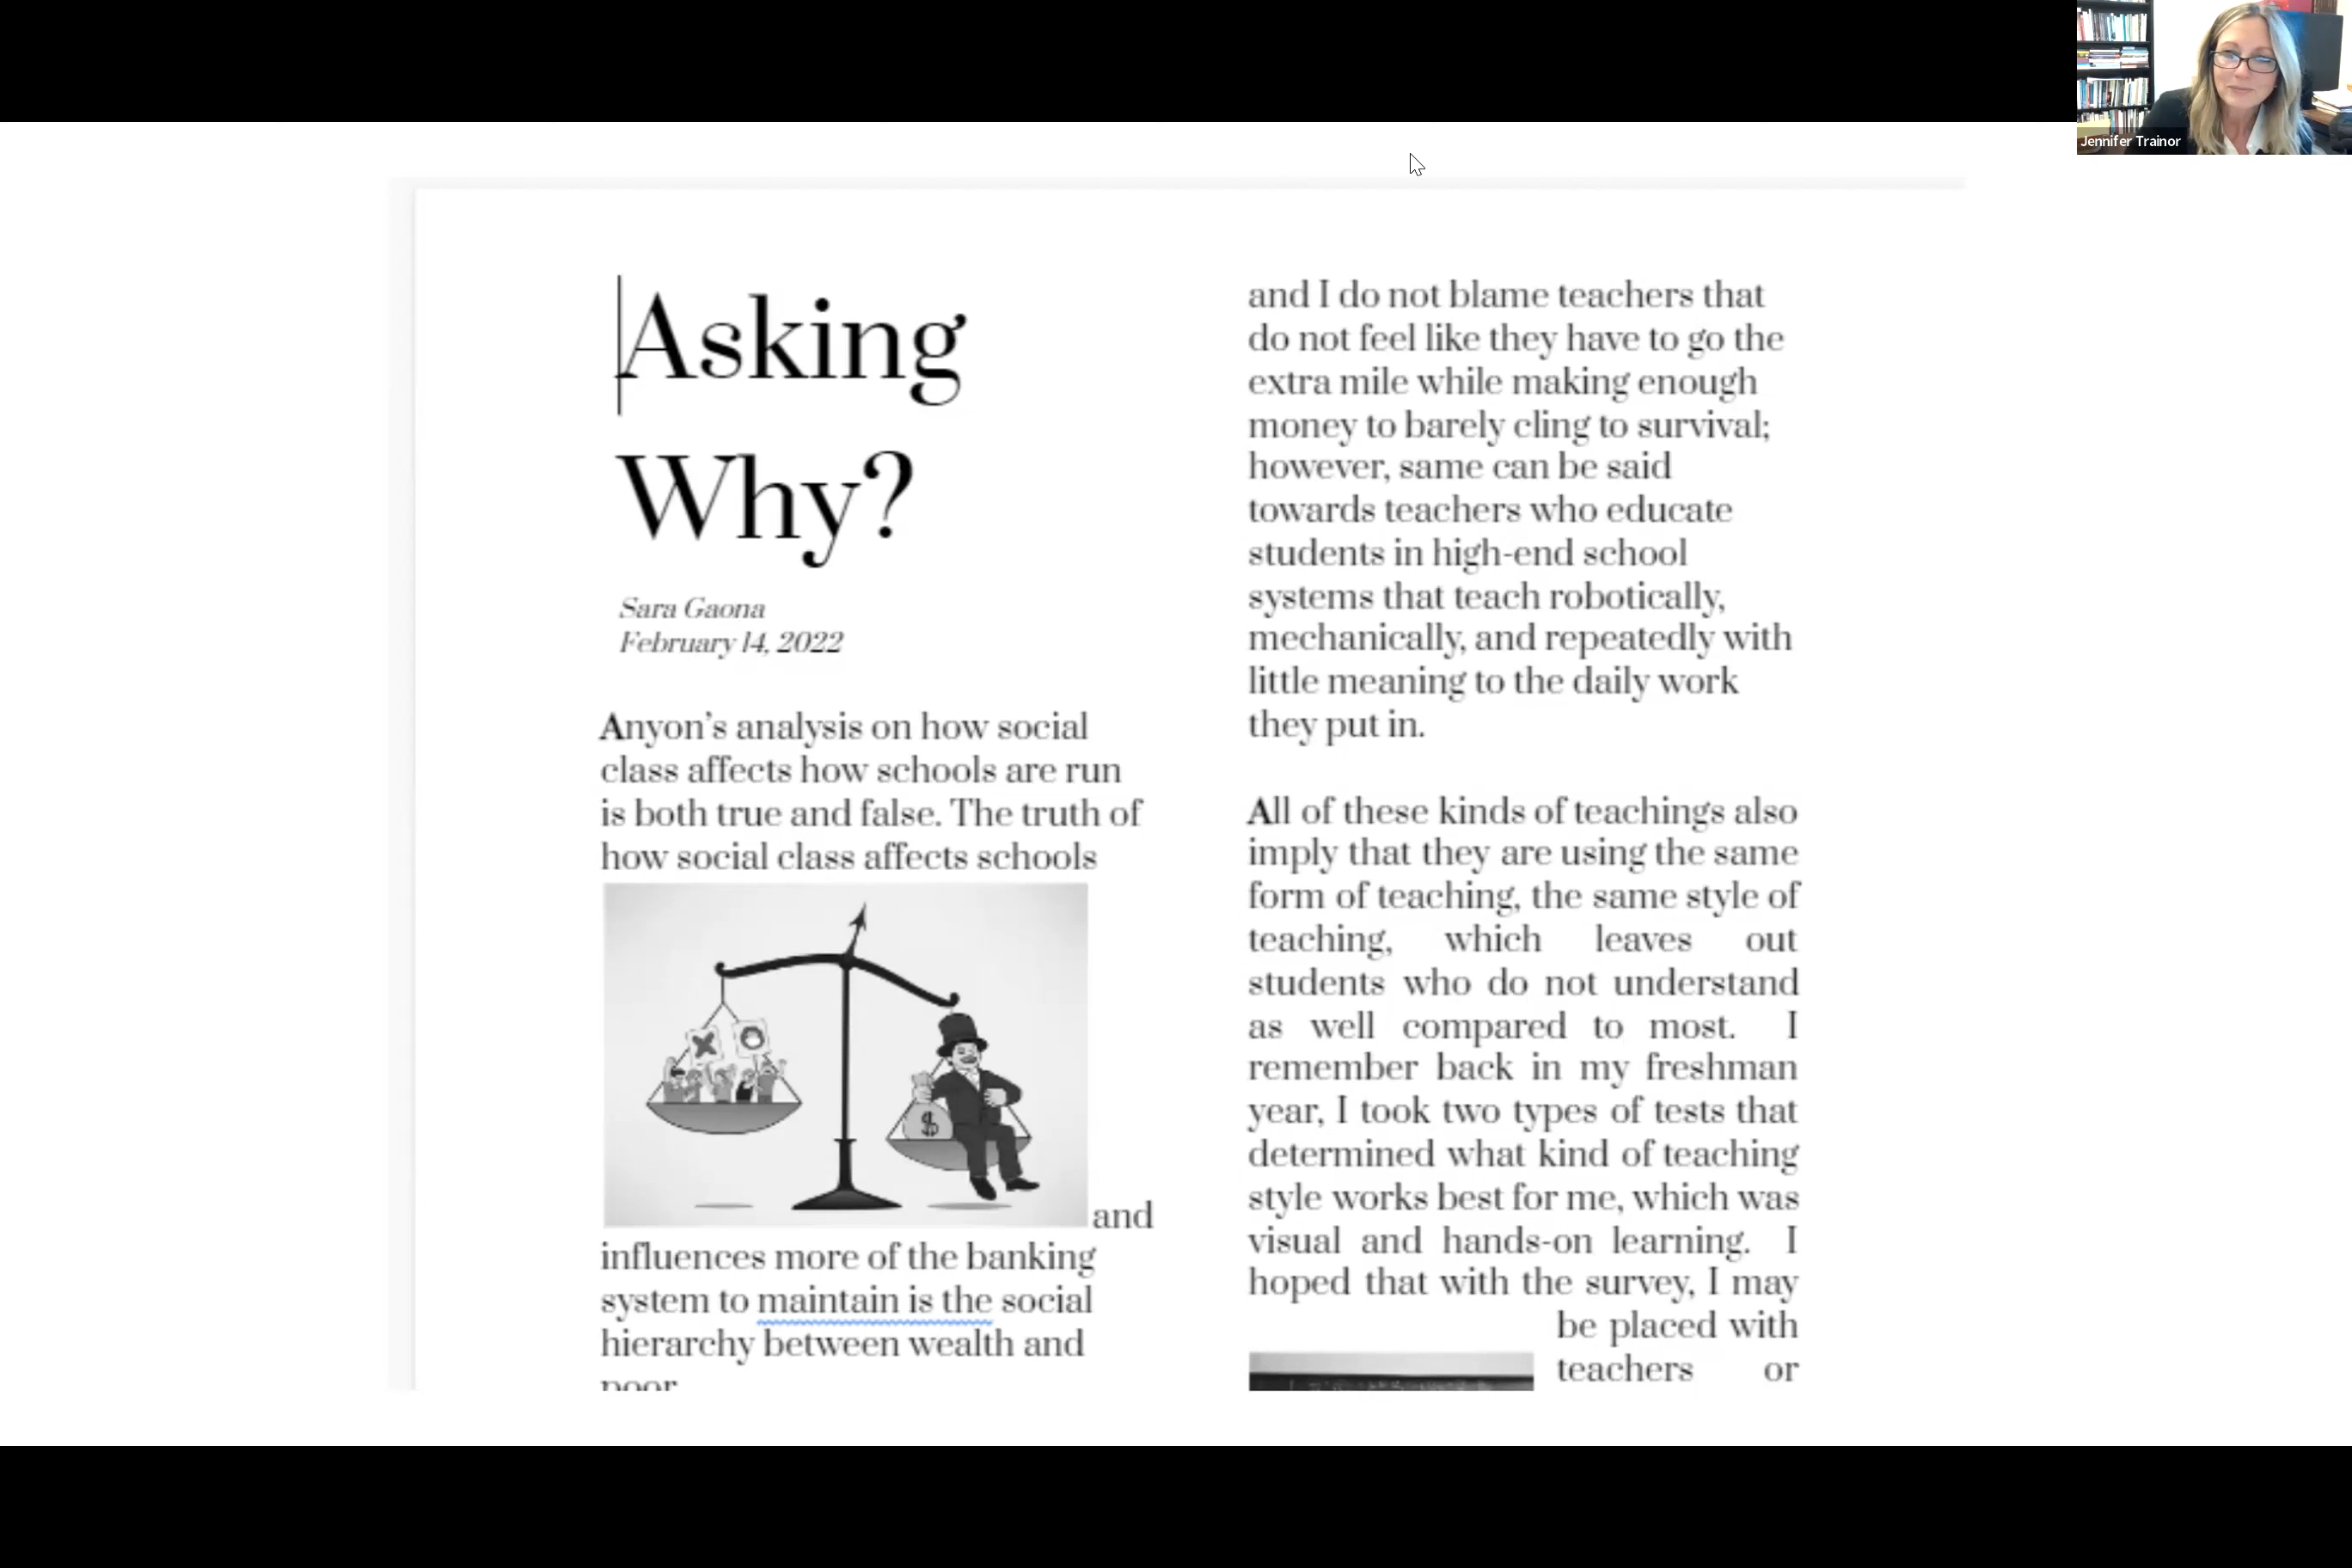 Jennifer Trainor
Asking
Why?
Sara Gaona
February 14, 2022
Anyon's analysis on how social
class affects how schools are run
is both true and false. The truth of
how social class affects schools
$
and
influences more of the banking
system to maintain is the social
hierarchy between wealth and
poor
and I do not blame teachers that
do not feel like they have to go the
extra mile while making enough
money to barely cling to survival;
however, same can be said
towards teachers who educate
students in high-end school
systems that teach robotically,
mechanically, and repeatedly with
little meaning to the daily work
they put in.
All of these kinds of teachings also
imply that they are using the same
form of teaching, the same style of
teaching, which leaves out
students who do not understand
as well compared to most. I
remember back in my freshman
year, I took two types of tests that
determined what kind of teaching
style works best for me, which was
visual and hands-on learning. I
hoped that with the survey, I may
be placed with
teachers or